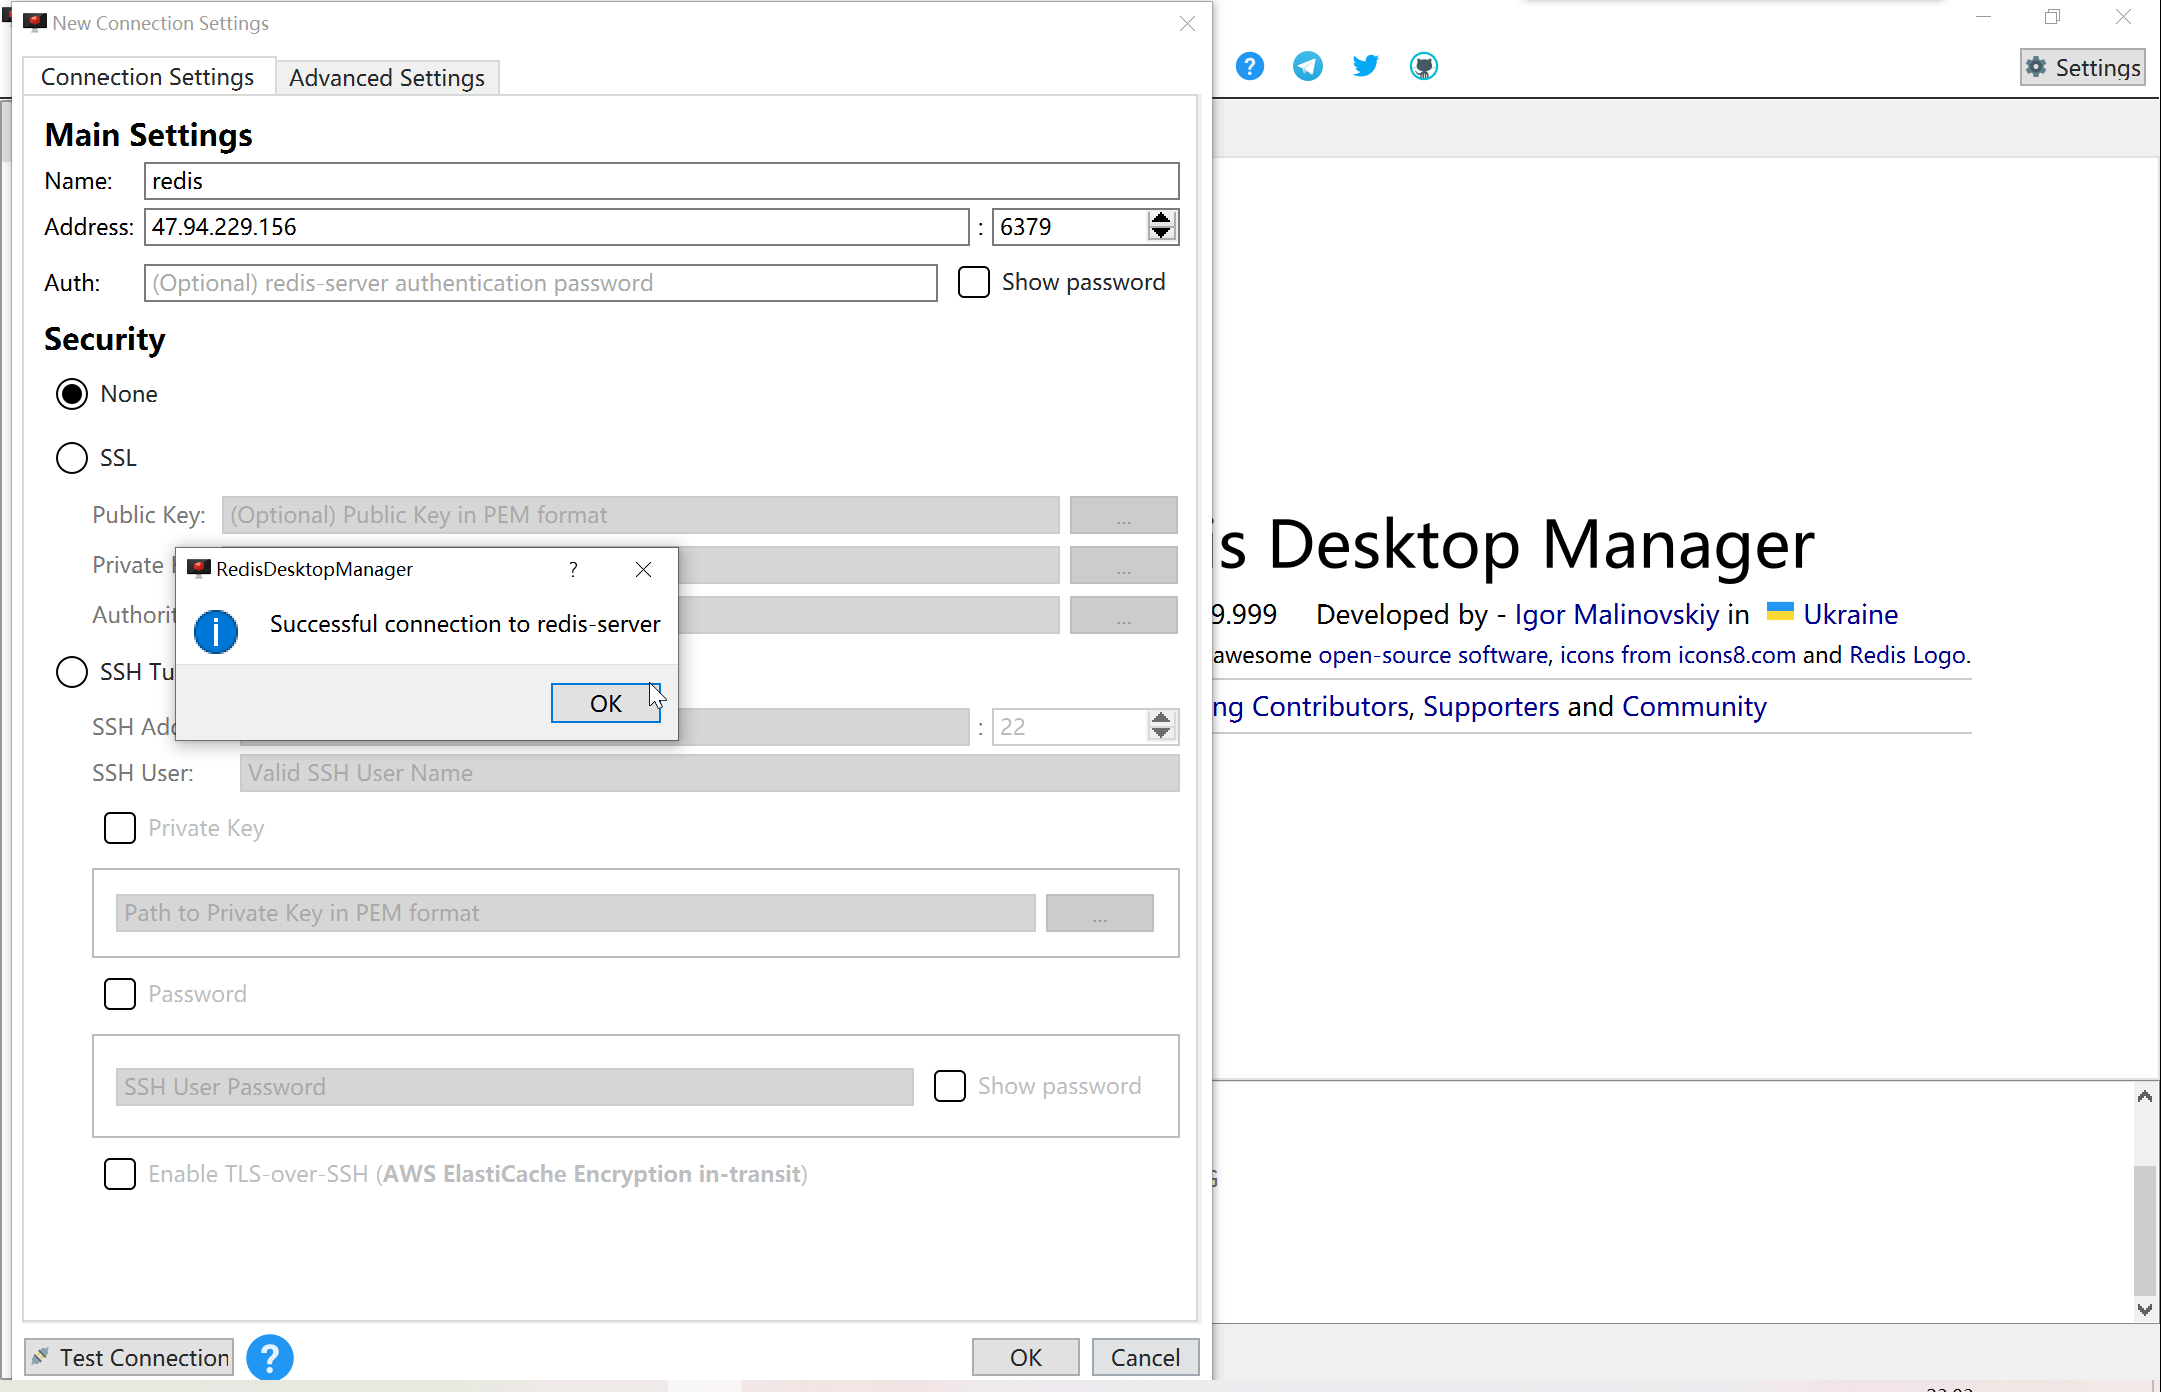 New Connection Settings
Connection Settings
Advanced Settings
Settings
Main Settings
Name: redis
Address: 47.94.229.156 : 6379
Auth: (Optional) redis-server authentication password Show password
Security
None
SSL
Public Key: (Optional) Public Key in PEM format ...
Private ...
Authorit ...
RedisDesktopManager ?
Successful connection to redis-server
OK
SSH Tu
SSH Add : 22
SSH User: Valid SSH User Name
Private Key
Path to Private Key in PEM format ...
Password
SSH User Password Show password
Enable TLS-over-SSH (AWS ElastiCache Encryption in-transit)
Test Connection ? OK Cancel
?
is Desktop Manager
9.999 Developed by - Igor Malinovskiy in Ukraine
awesome open-source software, icons from icons8.com and Redis Logo.
ng Contributors, Supporters and Community